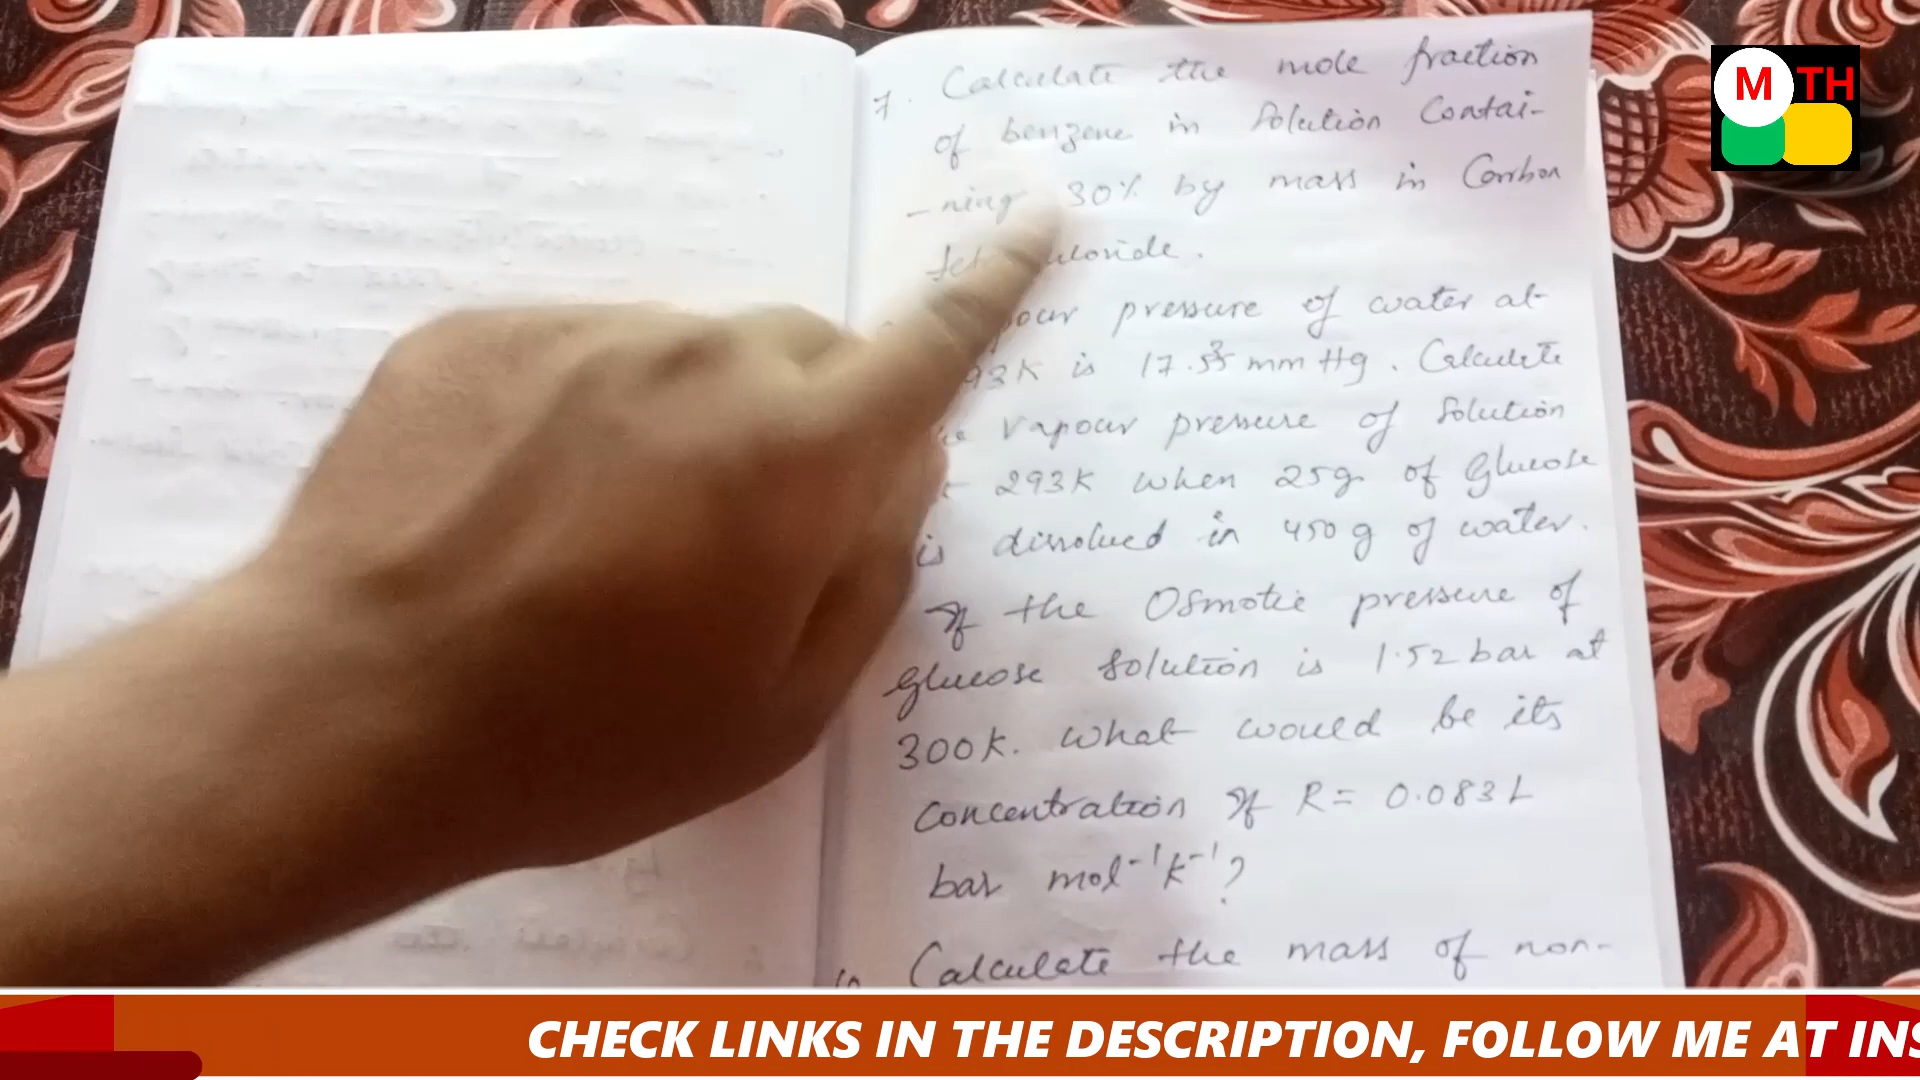 7. Calculate the mole fraction
of benzene in Solution Contai-
-ning 30% by mass in Carbon
pressure of water at
is 17.35 mm Hg. Calculate
vapour pressure of Solution
293K when 25g of Glucose
is dissolved in 450g of water.
If the Osmotic pressure of
glucose Solution is 1.52 bar at
300K. What would be its
Concentration If R = 0.083 L
bar mol⁻¹K⁻¹?
Calculate the mass of non-
M TH
CHECK LINKS IN THE DESCRIPTION, FOLLOW ME AT INS